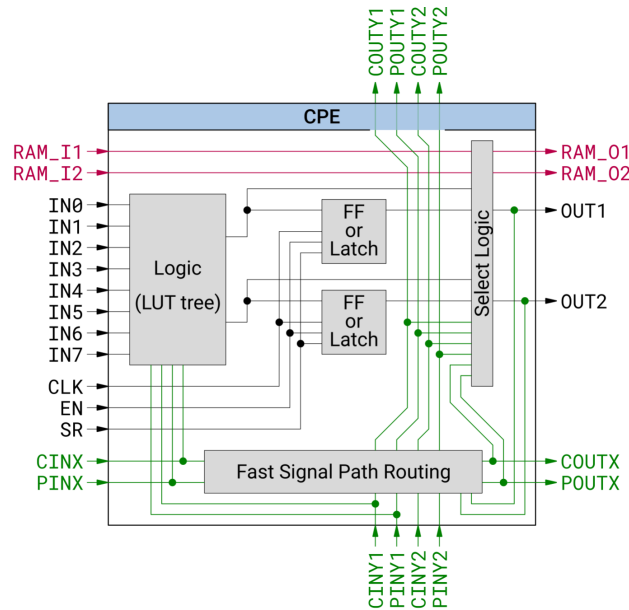 COUTY1
POUTY1
COUTY2
POUTY2
CPE
RAM_I1
RAM_O1
RAM_I2
RAM_O2
IN0
IN1
IN2
IN3
IN4
IN5
IN6
IN7
Logic
(LUT tree)
FF
or
Latch
FF
or
Latch
Select Logic
OUT1
OUT2
CLK
EN
SR
CINX
PINX
Fast Signal Path Routing
COUTX
POUTX
CINY1
PINY1
CINY2
PINY2